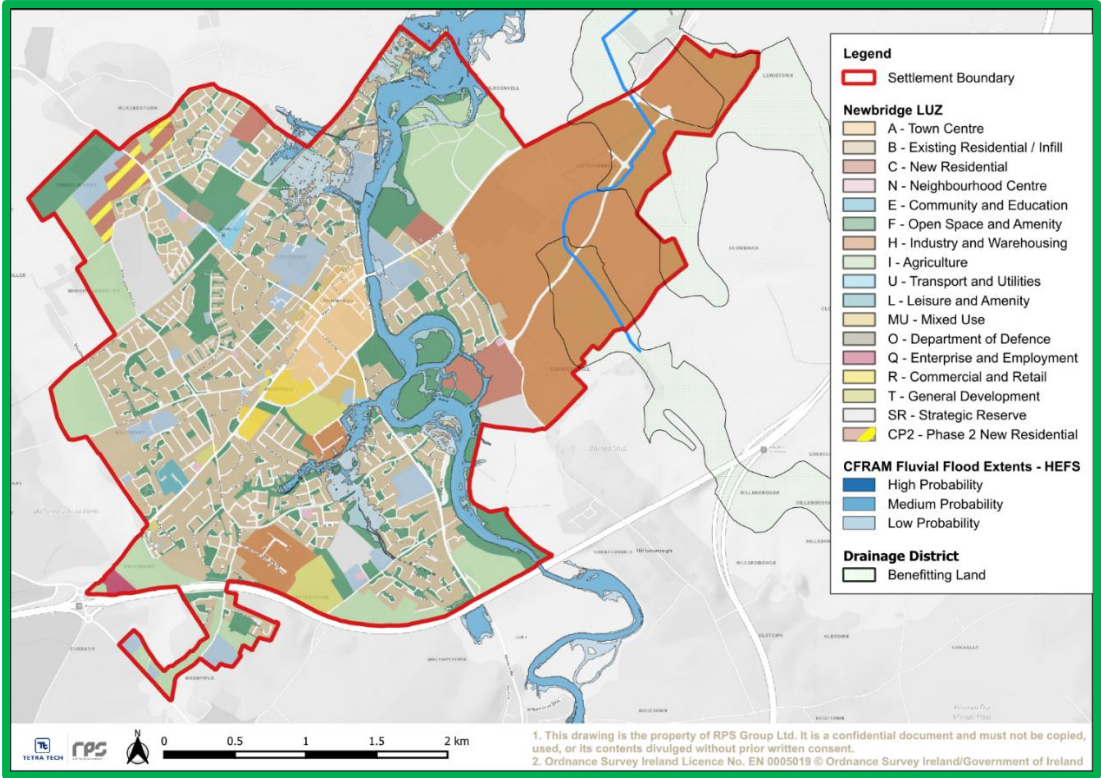 Legend
Settlement Boundary
Newbridge LUZ
A - Town Centre
B - Existing Residential / Infill
C - New Residential
N - Neighbourhood Centre
E - Community and Education
F - Open Space and Amenity
H - Industry and Warehousing
I - Agriculture
U - Transport and Utilities
L - Leisure and Amenity
MU - Mixed Use
O - Department of Defence
Q - Enterprise and Employment
R - Commercial and Retail
T - General Development
SR - Strategic Reserve
CP2 - Phase 2 New Residential
CFRAM Fluvial Flood Extents - HEFS
High Probability
Medium Probability
Low Probability
Drainage District
Benefitting Land
TETRA TECH
rps
N
0 0.5 1 1.5 2 km
1. This drawing is the property of RPS Group Ltd. It is a confidential document and must not be copied,
used, or its contents divulged without prior written consent.
2. Ordnance Survey Ireland Licence No. EN 0005019 © Ordnance Survey Ireland/Government of Ireland